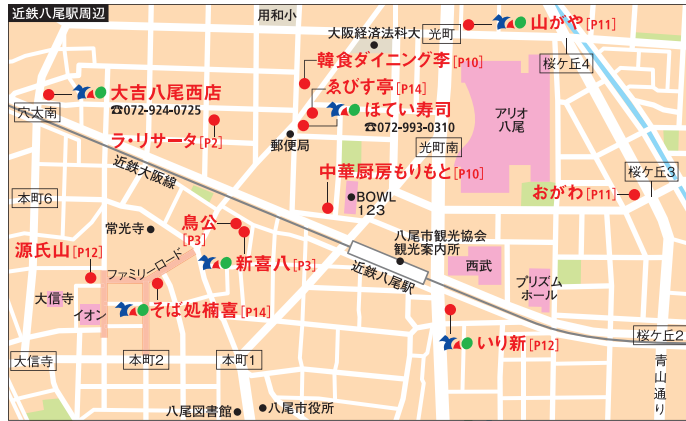 近鉄八尾駅周辺
用和小
大阪経済法科大
光町
山がや[P11]
桜ケ丘4
韓食ダイニング李[P10]
ゑびす亭[P14]
大吉八尾西店
☎072-924-0725
穴太南
ほてい寿司
☎072-993-0310
アリオ
八尾
ラ・リサータ[P2]
郵便局
光町南
近鉄大阪線
中華厨房もりもと[P10]
桜ケ丘3
おがわ[P11]
本町6
BOWL
123
常光寺
鳥公
[P3]
八尾市観光協会
観光案内所
源氏山[P12]
ファミリーロード
新喜八[P3]
近鉄八尾駅
西武
プリズム
ホール
大信寺
イオン
そば処楠喜[P14]
いり新[P12]
桜ケ丘2
大信寺
本町2
本町1
青山通り
八尾図書館
八尾市役所